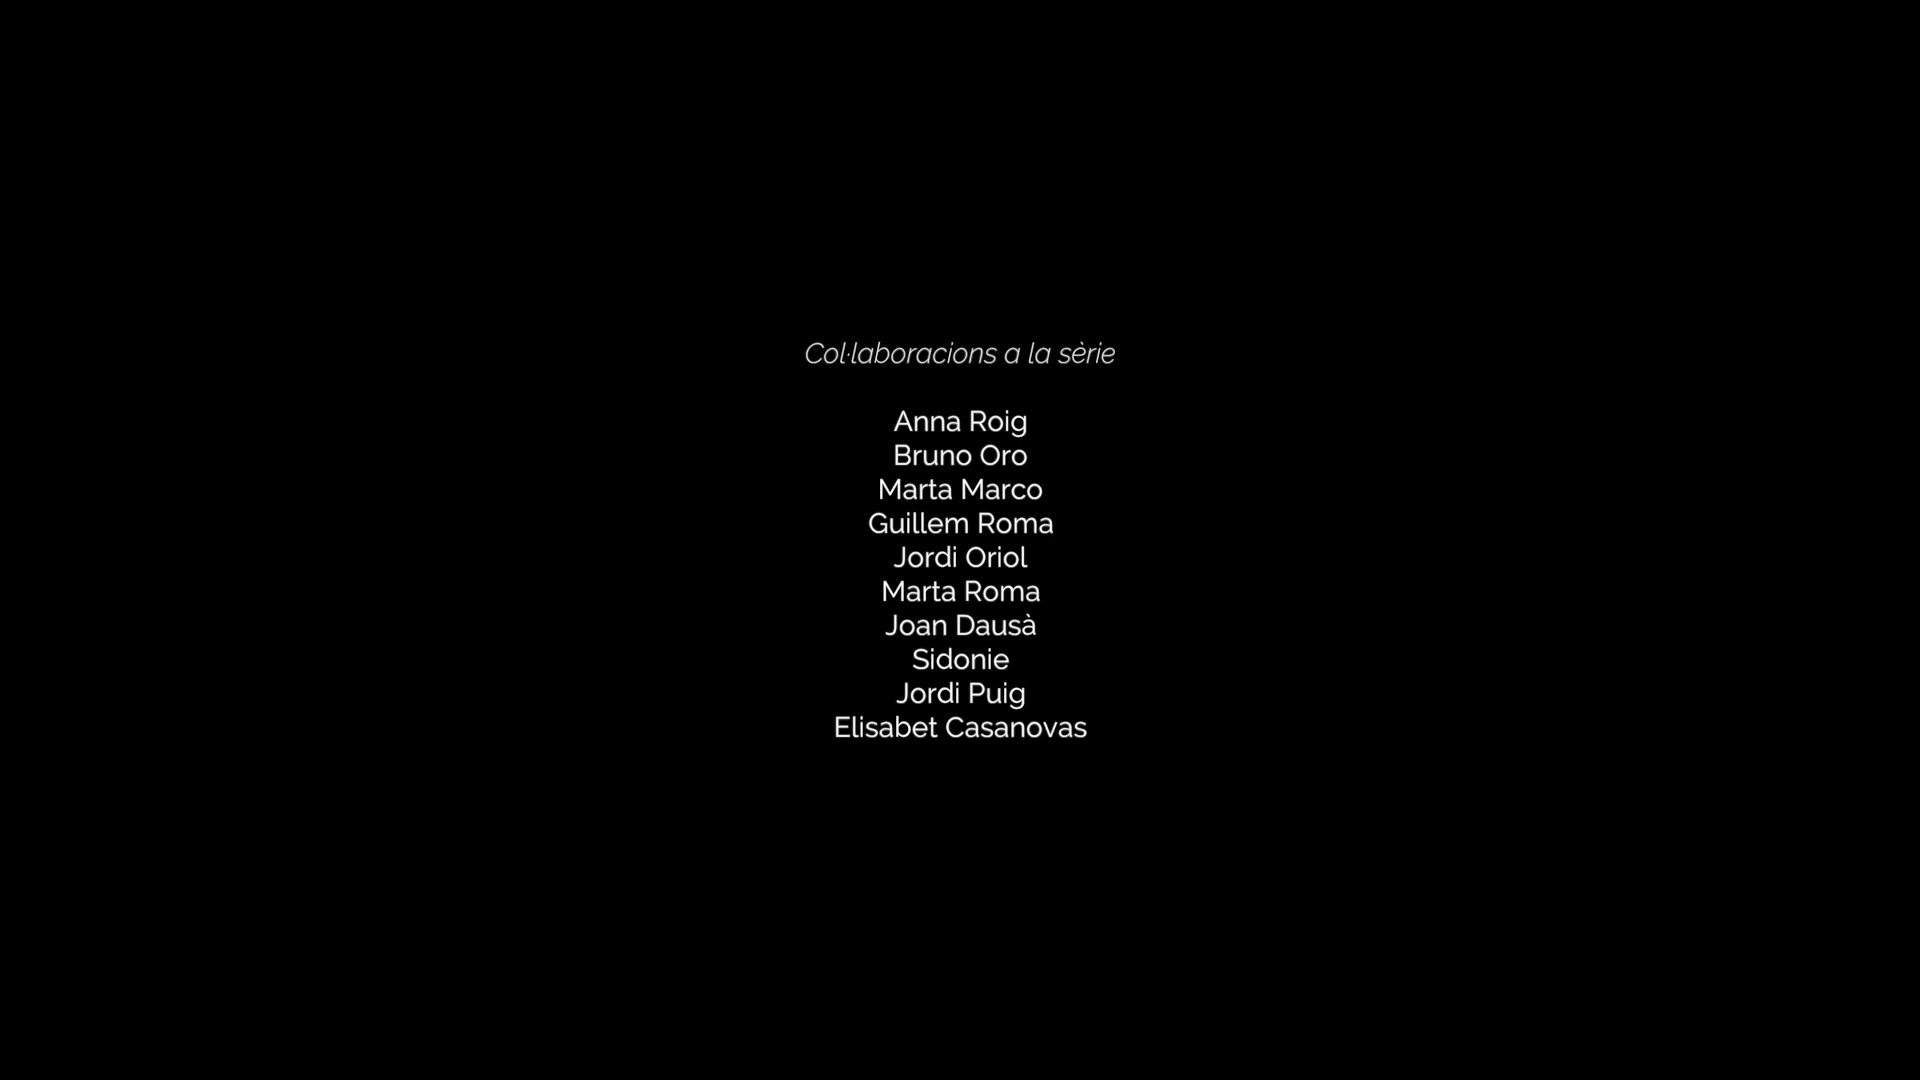 Col·laboracions a la sèrie
Anna Roig
Bruno Oro
Marta Marco
Guillem Roma
Jordi Oriol
Marta Roma
Joan Dausà
Sidonie
Jordi Puig
Elisabet Casanovas